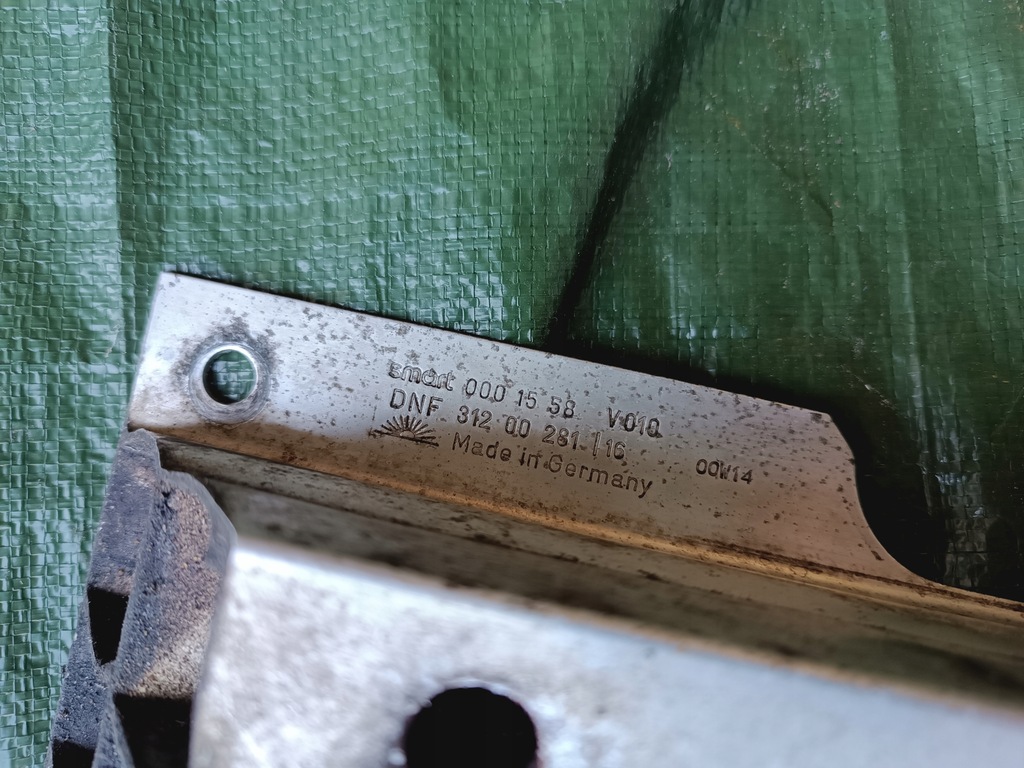 smart 000 15 58 V010
DNF 312 00 281 | 16
Made in Germany 00W14